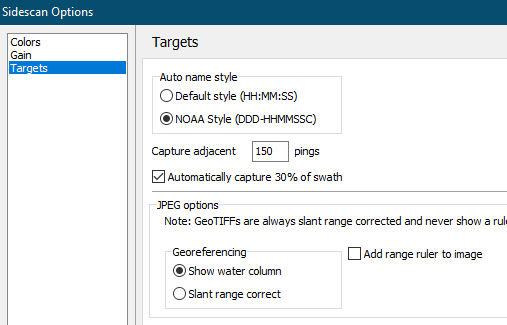 Sidescan Options
Colors
Gain
Targets
Targets
Auto name style
Default style (HH:MM:SS)
NOAA Style (DDD-HHMMSSC)
Capture adjacent 150 pings
Automatically capture 30% of swath
JPEG options
Note: GeoTIFFs are always slant range corrected and never show a rul
Georeferencing
Show water column
Add range ruler to image
Slant range correct